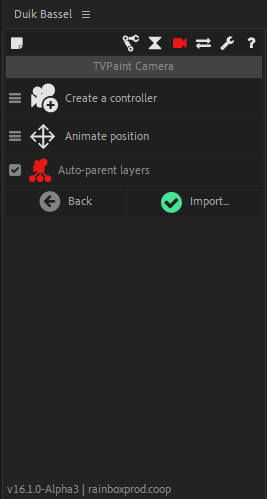 Duik Bassel
?
TVPaint Camera
Create a controller
Animate position
Auto-parent layers
Back
Import...
v16.1.0-Alpha3 | rainboxprod.coop